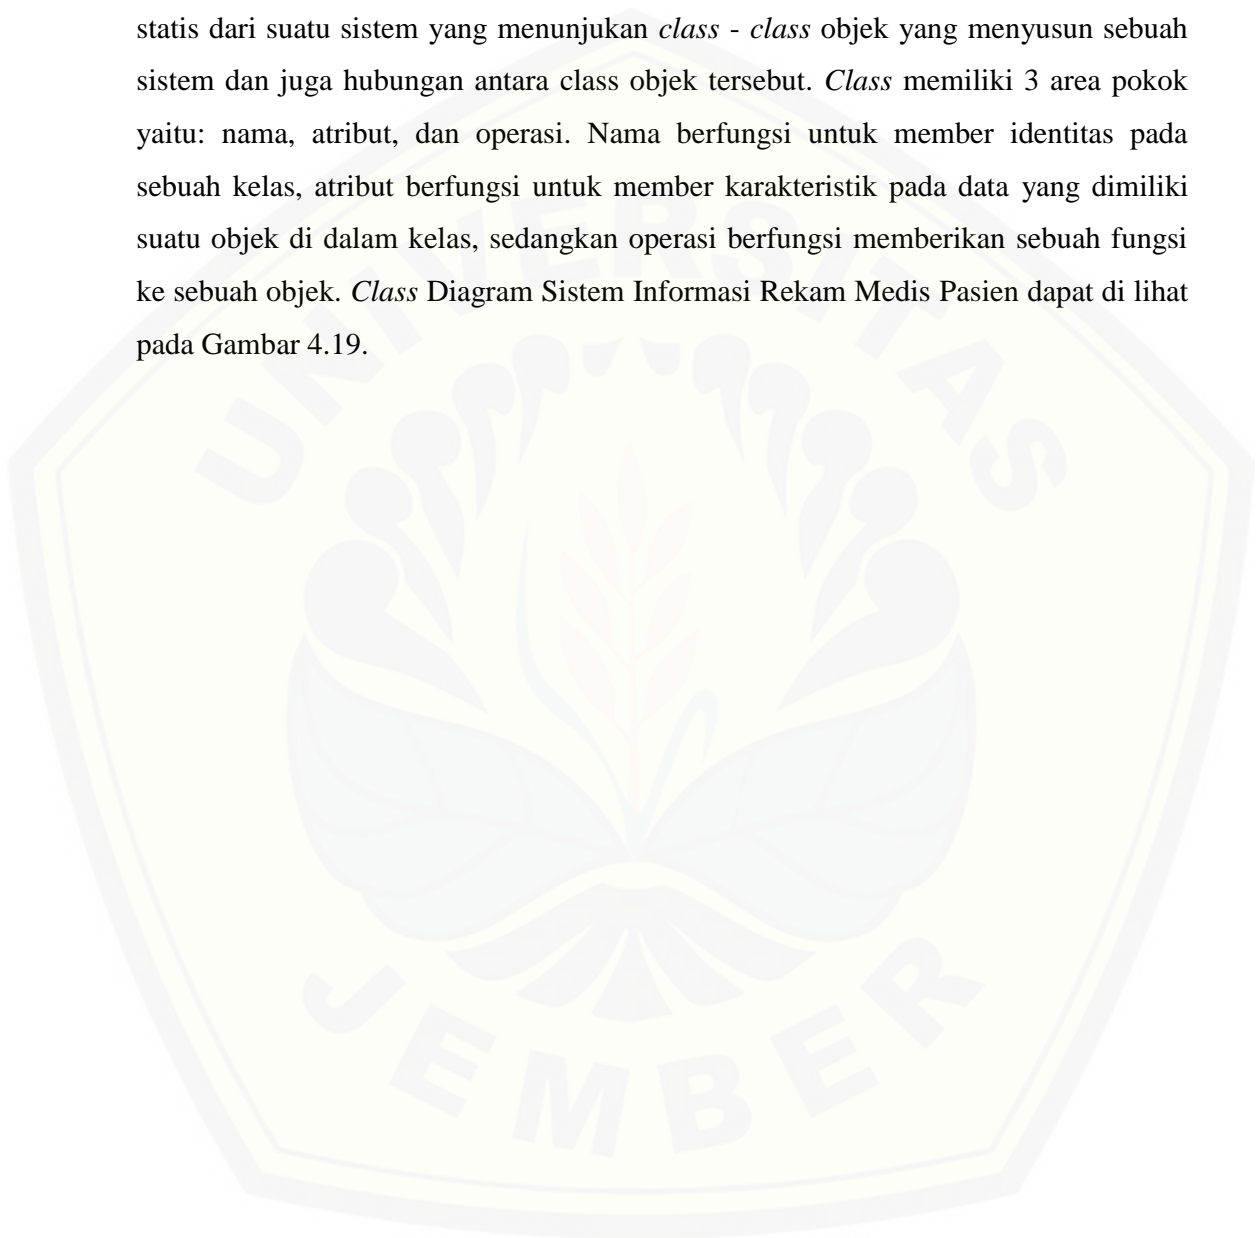 statis dari suatu sistem yang menunjukan class - class objek yang menyusun sebuah
sistem dan juga hubungan antara class objek tersebut. Class memiliki 3 area pokok
yaitu: nama, atribut, dan operasi. Nama berfungsi untuk member identitas pada
sebuah kelas, atribut berfungsi untuk member karakteristik pada data yang dimiliki
suatu objek di dalam kelas, sedangkan operasi berfungsi memberikan sebuah fungsi
ke sebuah objek. Class Diagram Sistem Informasi Rekam Medis Pasien dapat di lihat
pada Gambar 4.19.
UNIVERSITAS
JEMBER